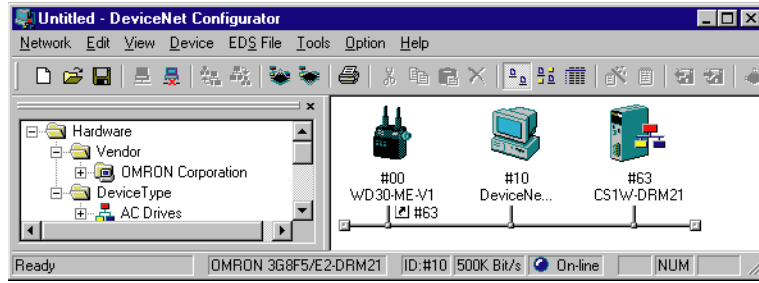 Untitled - DeviceNet Configurator
Network Edit View Device EDS File Tools Option Help
Hardware
Vendor
OMRON Corporation
DeviceType
AC Drives
#00 #10 #63
WD30-ME-V1 DeviceNe... CS1W-DRM21
#63
Ready OMRON 3G8F5/E2-DRM21 ID:#10 500K Bit/s On-line NUM